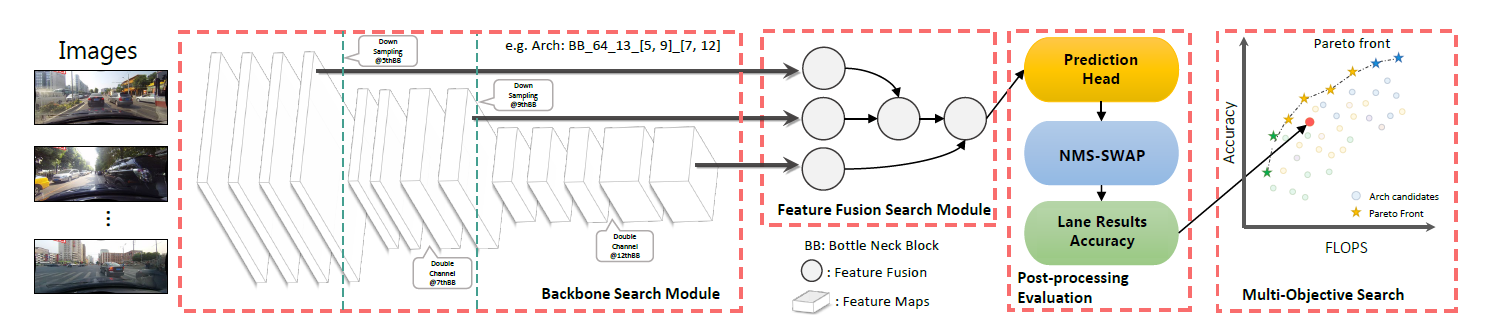 Images
⋮
Down
Sampling
@5thBB
e.g. Arch: BB_64_13_[5, 9]_[7, 12]
Down
Sampling
@9thBB
Double
Channel
@7thBB
Double
Channel
@12thBB
Backbone Search Module
Feature Fusion Search Module
BB: Bottle Neck Block
: Feature Fusion
: Feature Maps
Prediction
Head
NMS-SWAP
Lane Results
Accuracy
Post-processing
Evaluation
Pareto front
Accuracy
Arch candidates
Pareto Front
FLOPS
Multi-Objective Search